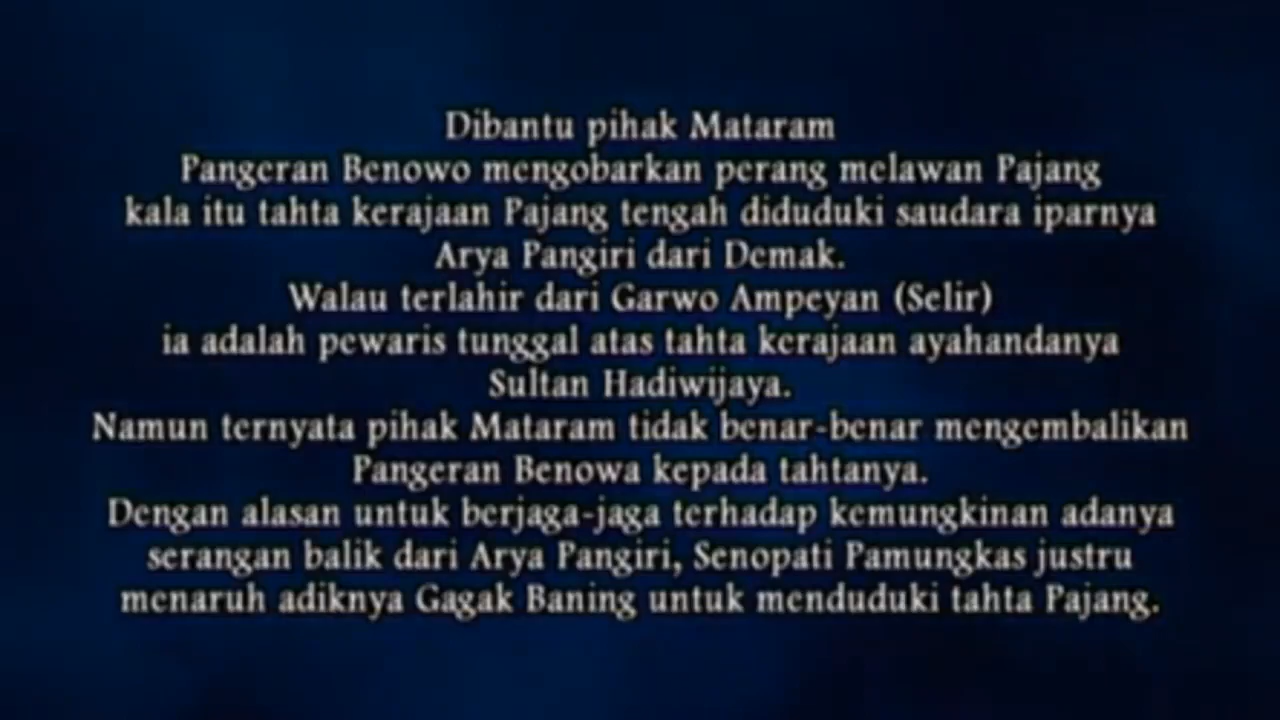 Dibantu pihak Mataram
Pangeran Benowo mengobarkan perang melawan Pajang
kala itu tahta kerajaan Pajang tengah diduduki saudara iparnya
Arya Pangiri dari Demak.
Walau terlahir dari Garwo Ampeyan (Selir)
ia adalah pewaris tunggal atas tahta kerajaan ayahandanya
Sultan Hadiwijaya.
Namun ternyata pihak Mataram tidak benar-benar mengembalikan
Pangeran Benowa kepada tahtanya.
Dengan alasan untuk berjaga-jaga terhadap kemungkinan adanya
serangan balik dari Arya Pangiri, Senopati Pamungkas justru
menaruh adiknya Gagak Baning untuk menduduki tahta Pajang.